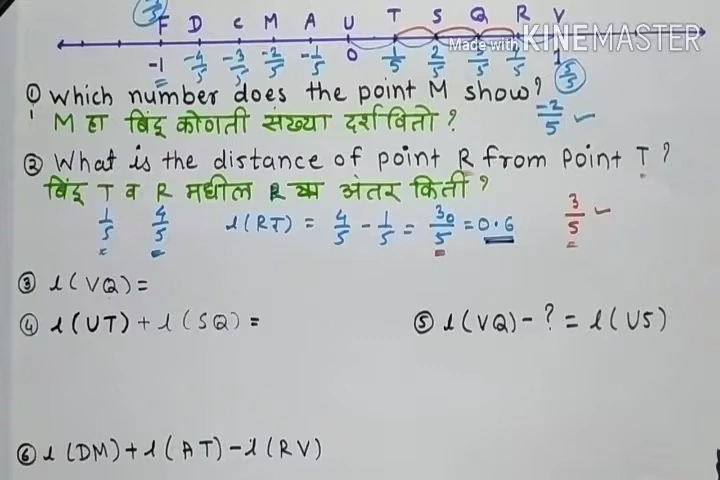 F D C M A U T S Q R V
-1 -4/5 -3/5 -2/5 -1/5 0 1/5 2/5 /5 /5 1 5/5
Made with KINEMASTER
① Which number does the point M show? -2/5 ✓
M हा बिंदू कोणती संख्या दर्शवितो ?
② What is the distance of point R from Point T ?
बिंदू T व R मधील अंतर किती ?
1/5 4/5 l(RT) = 4/5 - 1/5 = 3/5 = 0.6 3/5 ✓
③ l(VQ)=
④ l(UT) + l(SQ) = ⑤ l(VQ) - ? = l(US)
⑥ l(DM)+l(AT)-l(RV)